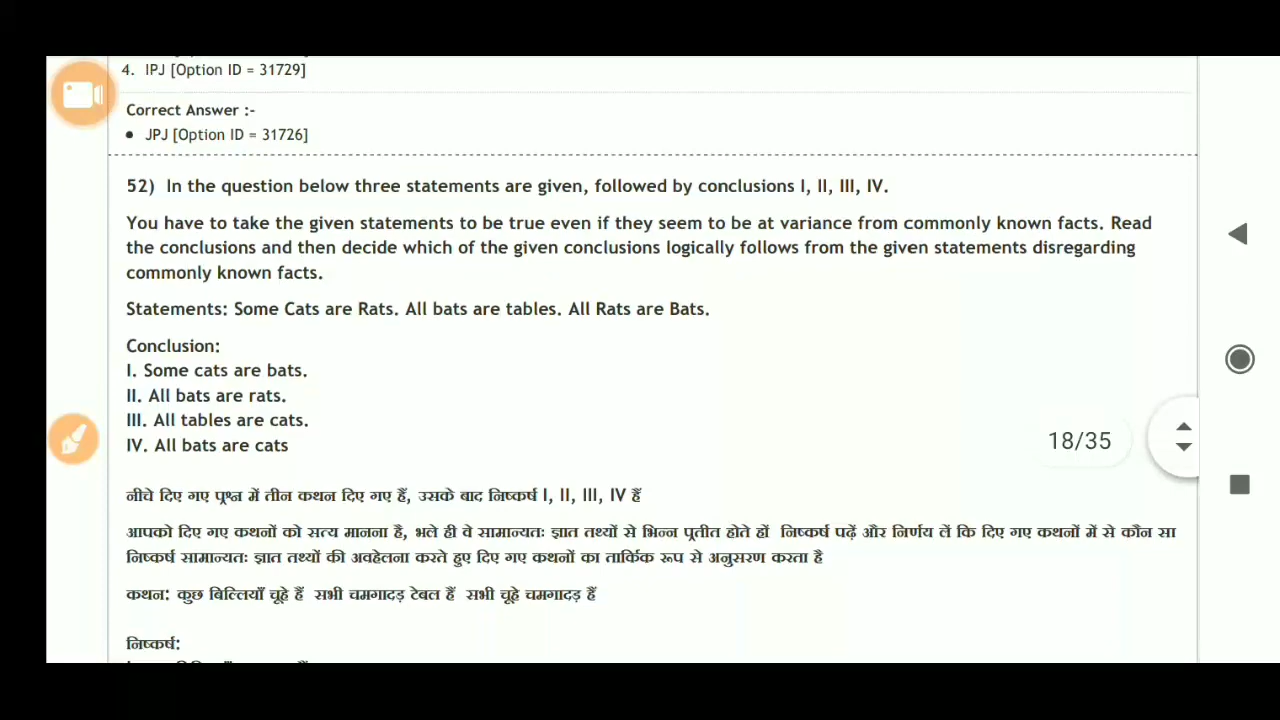 4. IPJ [Option ID = 31729]
Correct Answer :-
• JPJ [Option ID = 31726]
52) In the question below three statements are given, followed by conclusions I, II, III, IV.
You have to take the given statements to be true even if they seem to be at variance from commonly known facts. Read
the conclusions and then decide which of the given conclusions logically follows from the given statements disregarding
commonly known facts.
Statements: Some Cats are Rats. All bats are tables. All Rats are Bats.
Conclusion:
I. Some cats are bats.
II. All bats are rats.
III. All tables are cats.
IV. All bats are cats
18/35
नीचे दिए गए प्रश्न में तीन कथन दिए गए हैं, उसके बाद निष्कर्ष I, II, III, IV हैं
आपको दिए गए कथनों को सत्य मानना है, भले ही वे सामान्यतः ज्ञात तथ्यों से भिन्न प्रतीत होते हों निष्कर्ष पढ़ें और निर्णय लें कि दिए गए कथनों में से कौन सा
निष्कर्ष सामान्यतः ज्ञात तथ्यों की अवहेलना करते हुए दिए गए कथनों का तार्किक रूप से अनुसरण करता है
कथन: कुछ बिल्लियाँ चूहे हैं सभी चमगादड़ टेबल हैं सभी चूहे चमगादड़ हैं
निष्कर्ष: